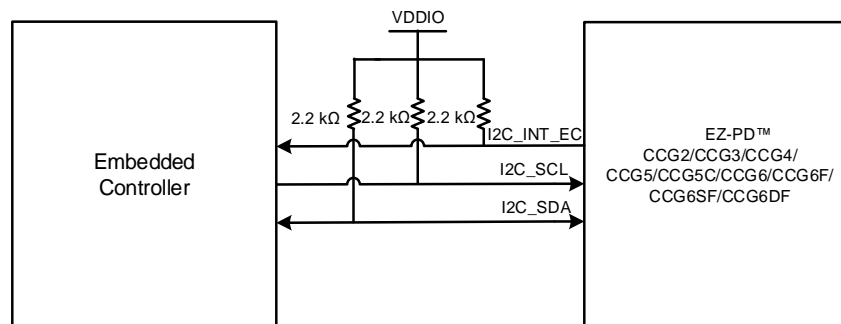 VDDIO
2.2 kΩ 2.2 kΩ 2.2 kΩ
I2C_INT_EC
I2C_SCL
I2C_SDA
Embedded
Controller
EZ-PD™
CCG2/CCG3/CCG4/
CCG5/CCG5C/CCG6/CCG6F/
CCG6SF/CCG6DF